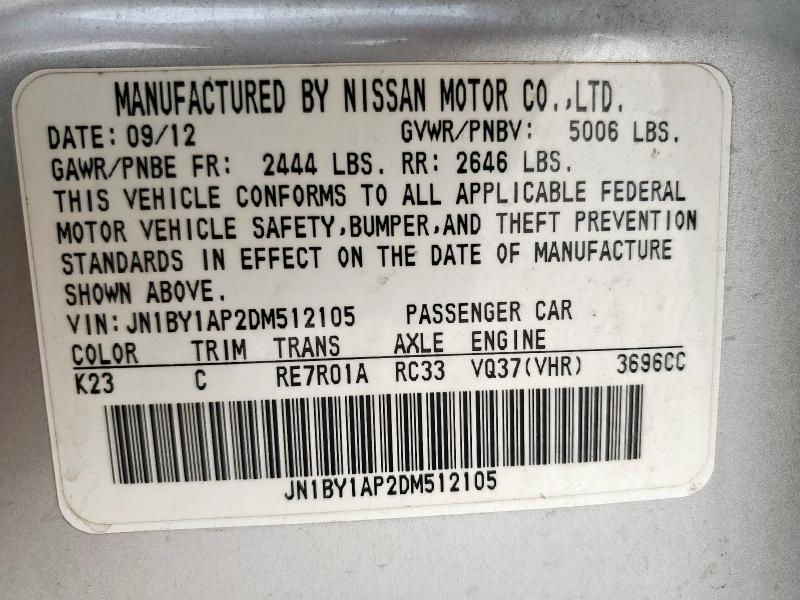 MANUFACTURED BY NISSAN MOTOR CO.,LTD.
DATE: 09/12 GVWR/PNBV: 5006 LBS.
GAWR/PNBE FR: 2444 LBS. RR: 2646 LBS.
THIS VEHICLE CONFORMS TO ALL APPLICABLE FEDERAL
MOTOR VEHICLE SAFETY,BUMPER,AND THEFT PREVENTION
STANDARDS IN EFFECT ON THE DATE OF MANUFACTURE
SHOWN ABOVE.
VIN: JN1BY1AP2DM512105 PASSENGER CAR
COLOR TRIM TRANS AXLE ENGINE
K23 C RE7R01A RC33 VQ37(VHR) 3696CC
JN1BY1AP2DM512105